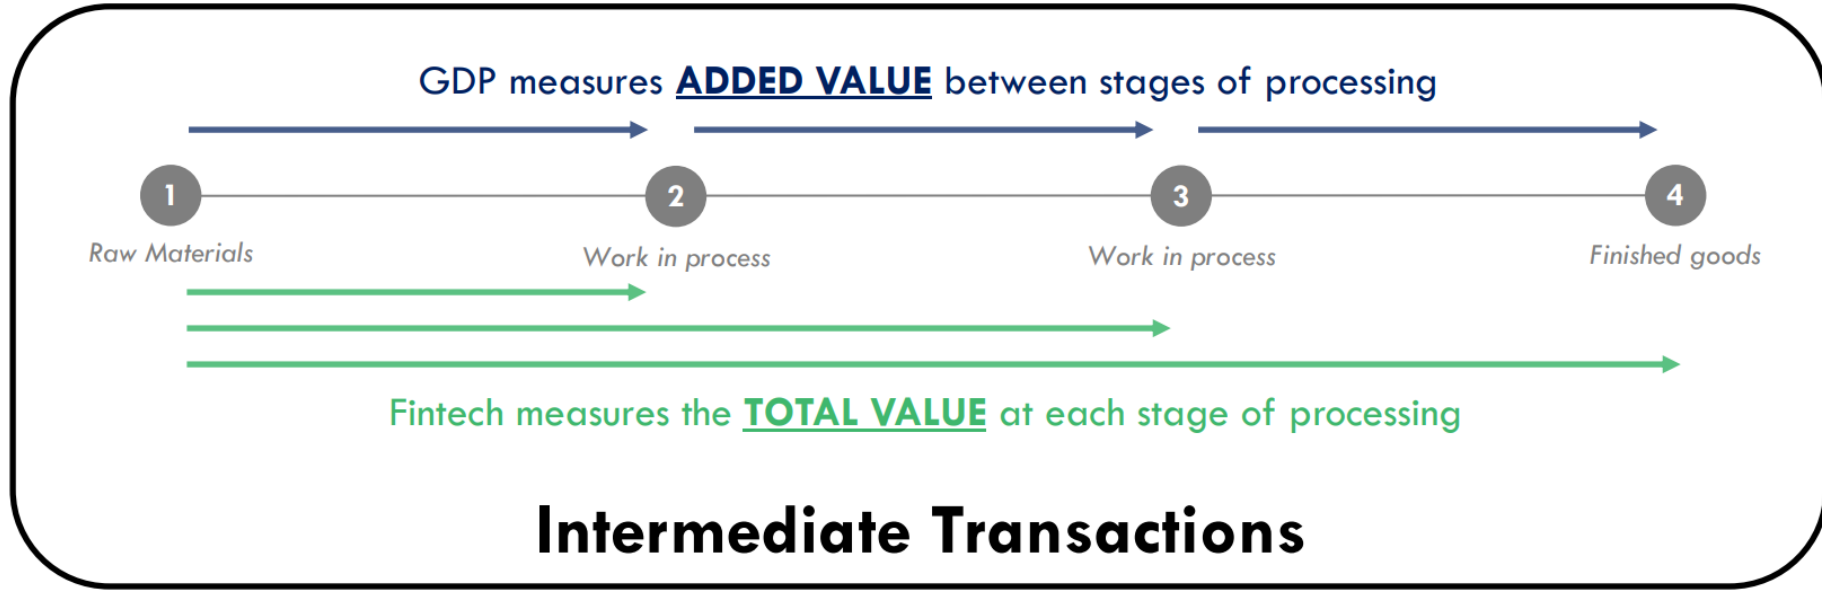 GDP measures ADDED VALUE between stages of processing
1
2
3
4
Raw Materials
Work in process
Work in process
Finished goods
Fintech measures the TOTAL VALUE at each stage of processing
Intermediate Transactions